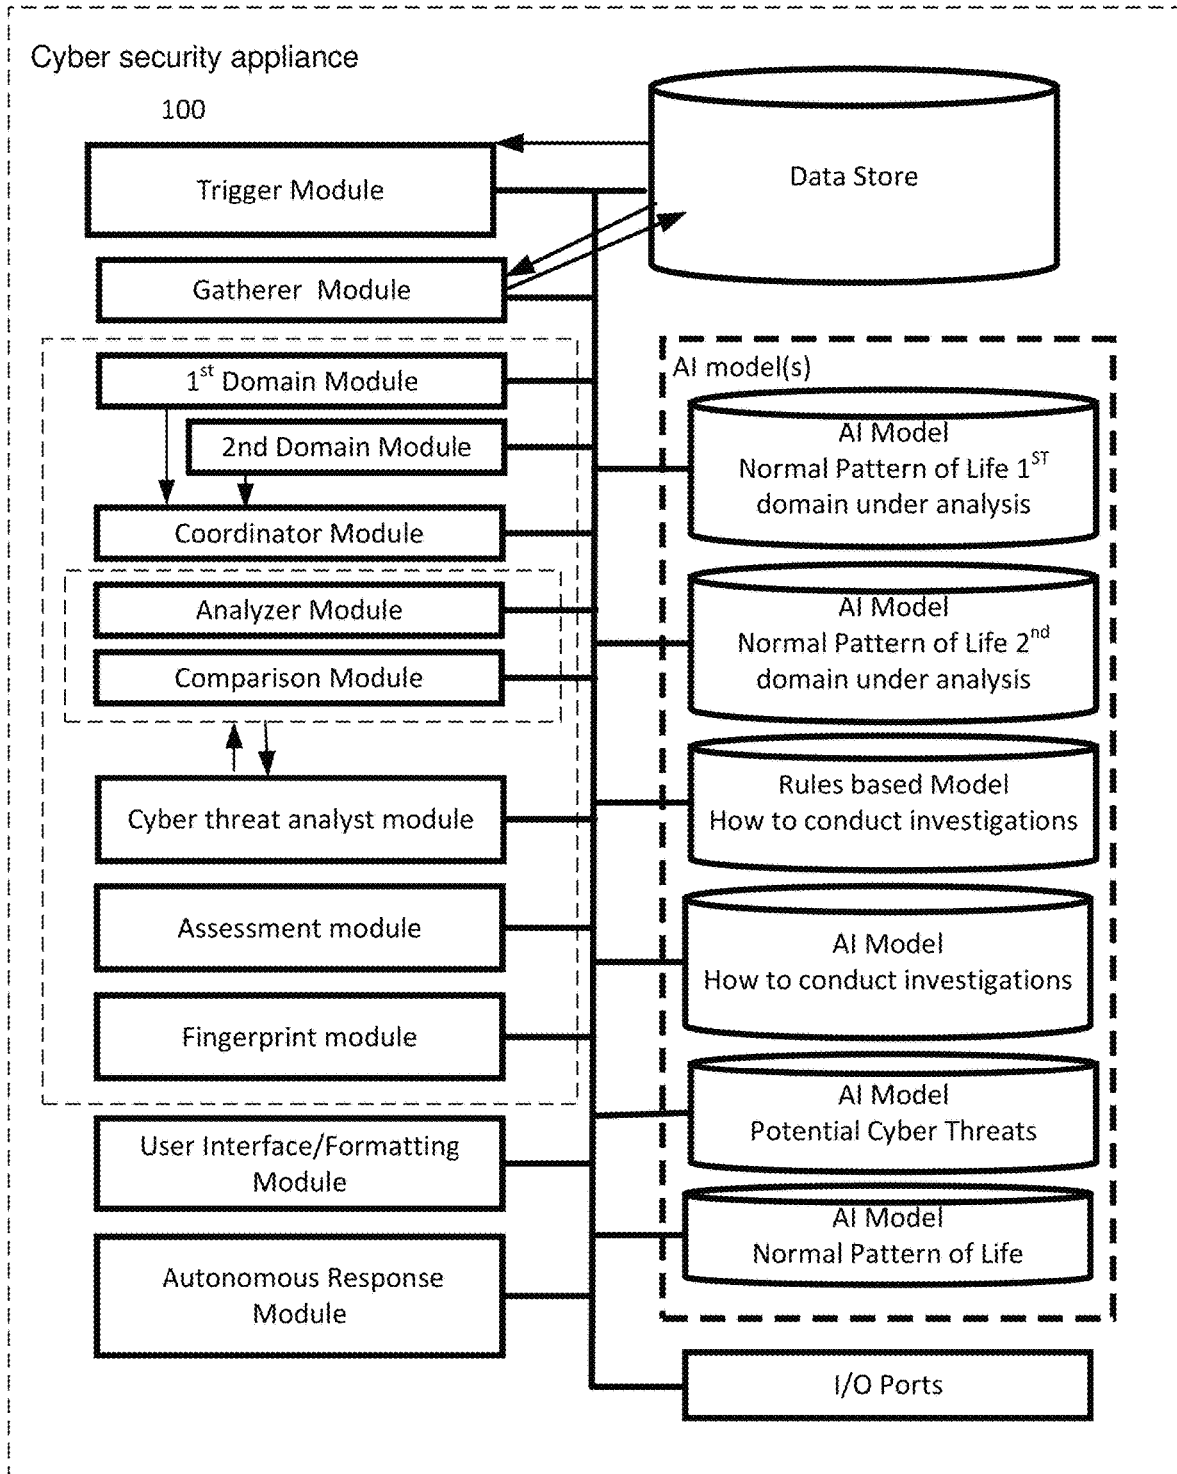 Cyber security appliance
100
Trigger Module
Data Store
Gatherer Module
1st Domain Module
2nd Domain Module
Coordinator Module
Analyzer Module
Comparison Module
Cyber threat analyst module
Assessment module
Fingerprint module
User Interface/Formatting
Module
Autonomous Response
Module
AI model(s)
AI Model
Normal Pattern of Life 1ST
domain under analysis
AI Model
Normal Pattern of Life 2nd
domain under analysis
Rules based Model
How to conduct investigations
AI Model
How to conduct investigations
AI Model
Potential Cyber Threats
AI Model
Normal Pattern of Life
I/O Ports